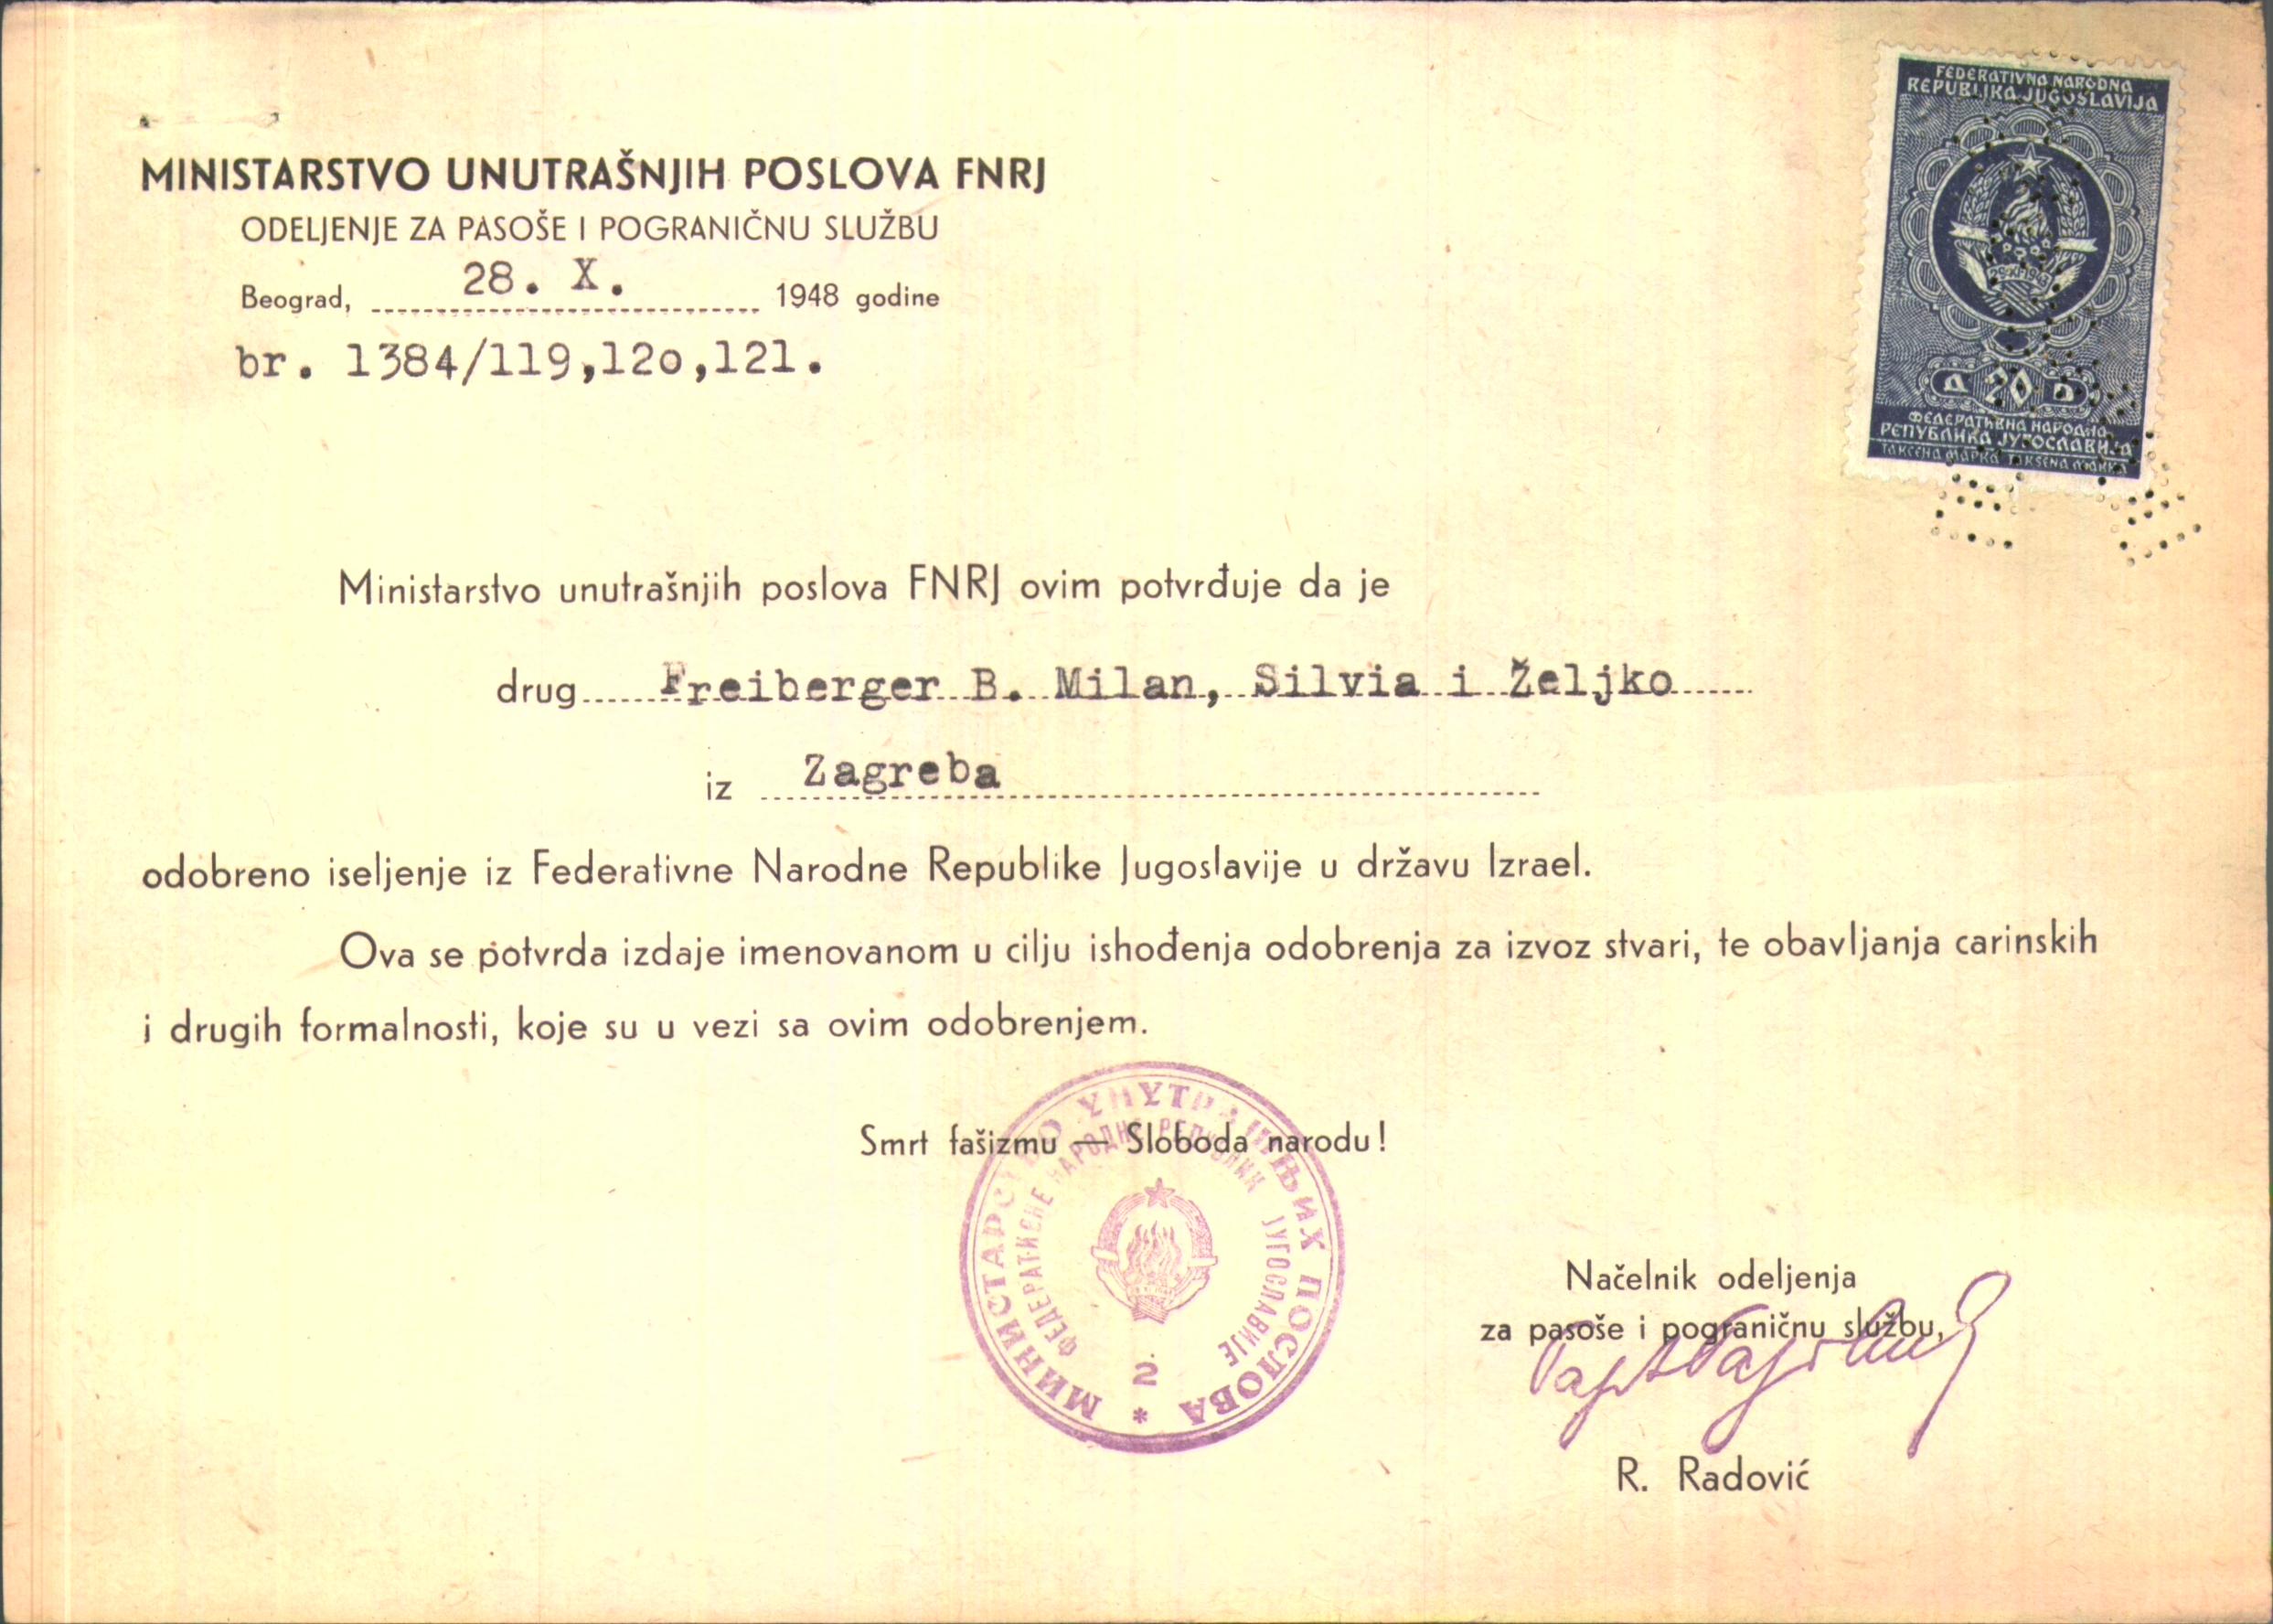 MINISTARSTVO UNUTRAŠNJIH POSLOVA FNRJ
ODELJENJE ZA PASOŠE I POGRANIČNU SLUŽBU
Beograd, 28. X. 1948 godine
br. 1384/119,12o,121.
FEDERATIVNA NARODNA
REPUBLIKA JUGOSLAVIJA
Д 20 D
ФЕДЕРАТИВНА НАРОДНА
РЕПУБЛИКА ЈУГОСЛАВИЈА
ТАКСЕНА МАРКА TAKSENA MARKA
Ministarstvo unutrašnjih poslova FNRJ ovim potvrđuje da je
drug Freiberger B. Milan, Silvia i Željko
iz Zagreba
odobreno iseljenje iz Federativne Narodne Republike Jugoslavije u državu Izrael.
Ova se potvrda izdaje imenovanom u cilju ishođenja odobrenja za izvoz stvari, te obavljanja carinskih
i drugih formalnosti, koje su u vezi sa ovim odobrenjem.
Smrt fašizmu — Sloboda narodu!
МИНИСТАРСТВО УНУТРАШЊИХ ПОСЛОВА *
ФЕДЕРАТИВНЕ НАРОДНЕ РЕПУБЛИКЕ ЈУГОСЛАВИЈЕ
2
Načelnik odeljenja
za pasoše i pograničnu službu,
R. Radović